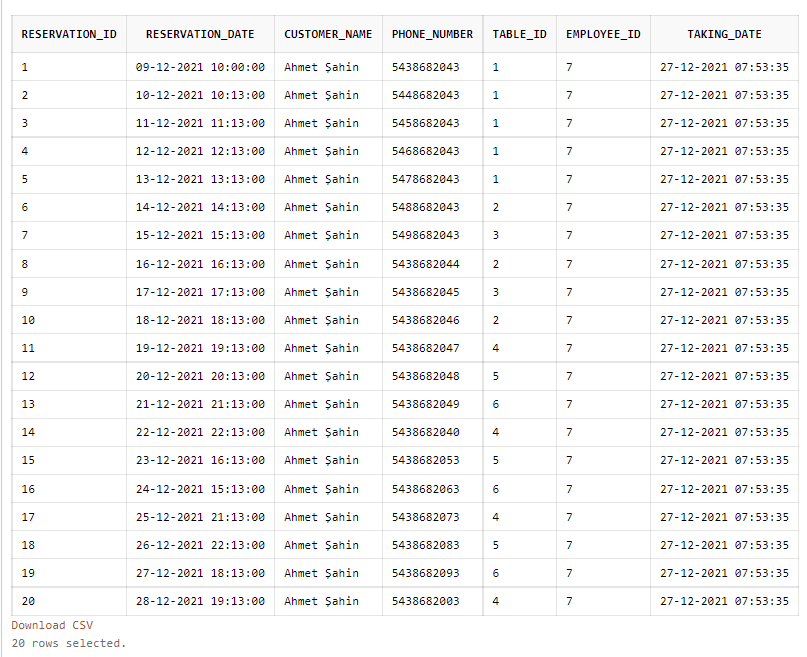 RESERVATION_ID RESERVATION_DATE CUSTOMER_NAME PHONE_NUMBER TABLE_ID EMPLOYEE_ID TAKING_DATE
1 09-12-2021 10:00:00 Ahmet Şahin 5438682043 1 7 27-12-2021 07:53:35
2 10-12-2021 10:13:00 Ahmet Şahin 5448682043 1 7 27-12-2021 07:53:35
3 11-12-2021 11:13:00 Ahmet Şahin 5458682043 1 7 27-12-2021 07:53:35
4 12-12-2021 12:13:00 Ahmet Şahin 5468682043 1 7 27-12-2021 07:53:35
5 13-12-2021 13:13:00 Ahmet Şahin 5478682043 1 7 27-12-2021 07:53:35
6 14-12-2021 14:13:00 Ahmet Şahin 5488682043 2 7 27-12-2021 07:53:35
7 15-12-2021 15:13:00 Ahmet Şahin 5498682043 3 7 27-12-2021 07:53:35
8 16-12-2021 16:13:00 Ahmet Şahin 5438682044 2 7 27-12-2021 07:53:35
9 17-12-2021 17:13:00 Ahmet Şahin 5438682045 3 7 27-12-2021 07:53:35
10 18-12-2021 18:13:00 Ahmet Şahin 5438682046 2 7 27-12-2021 07:53:35
11 19-12-2021 19:13:00 Ahmet Şahin 5438682047 4 7 27-12-2021 07:53:35
12 20-12-2021 20:13:00 Ahmet Şahin 5438682048 5 7 27-12-2021 07:53:35
13 21-12-2021 21:13:00 Ahmet Şahin 5438682049 6 7 27-12-2021 07:53:35
14 22-12-2021 22:13:00 Ahmet Şahin 5438682040 4 7 27-12-2021 07:53:35
15 23-12-2021 16:13:00 Ahmet Şahin 5438682053 5 7 27-12-2021 07:53:35
16 24-12-2021 15:13:00 Ahmet Şahin 5438682063 6 7 27-12-2021 07:53:35
17 25-12-2021 21:13:00 Ahmet Şahin 5438682073 4 7 27-12-2021 07:53:35
18 26-12-2021 22:13:00 Ahmet Şahin 5438682083 5 7 27-12-2021 07:53:35
19 27-12-2021 18:13:00 Ahmet Şahin 5438682093 6 7 27-12-2021 07:53:35
20 28-12-2021 19:13:00 Ahmet Şahin 5438682003 4 7 27-12-2021 07:53:35
Download CSV
20 rows selected.